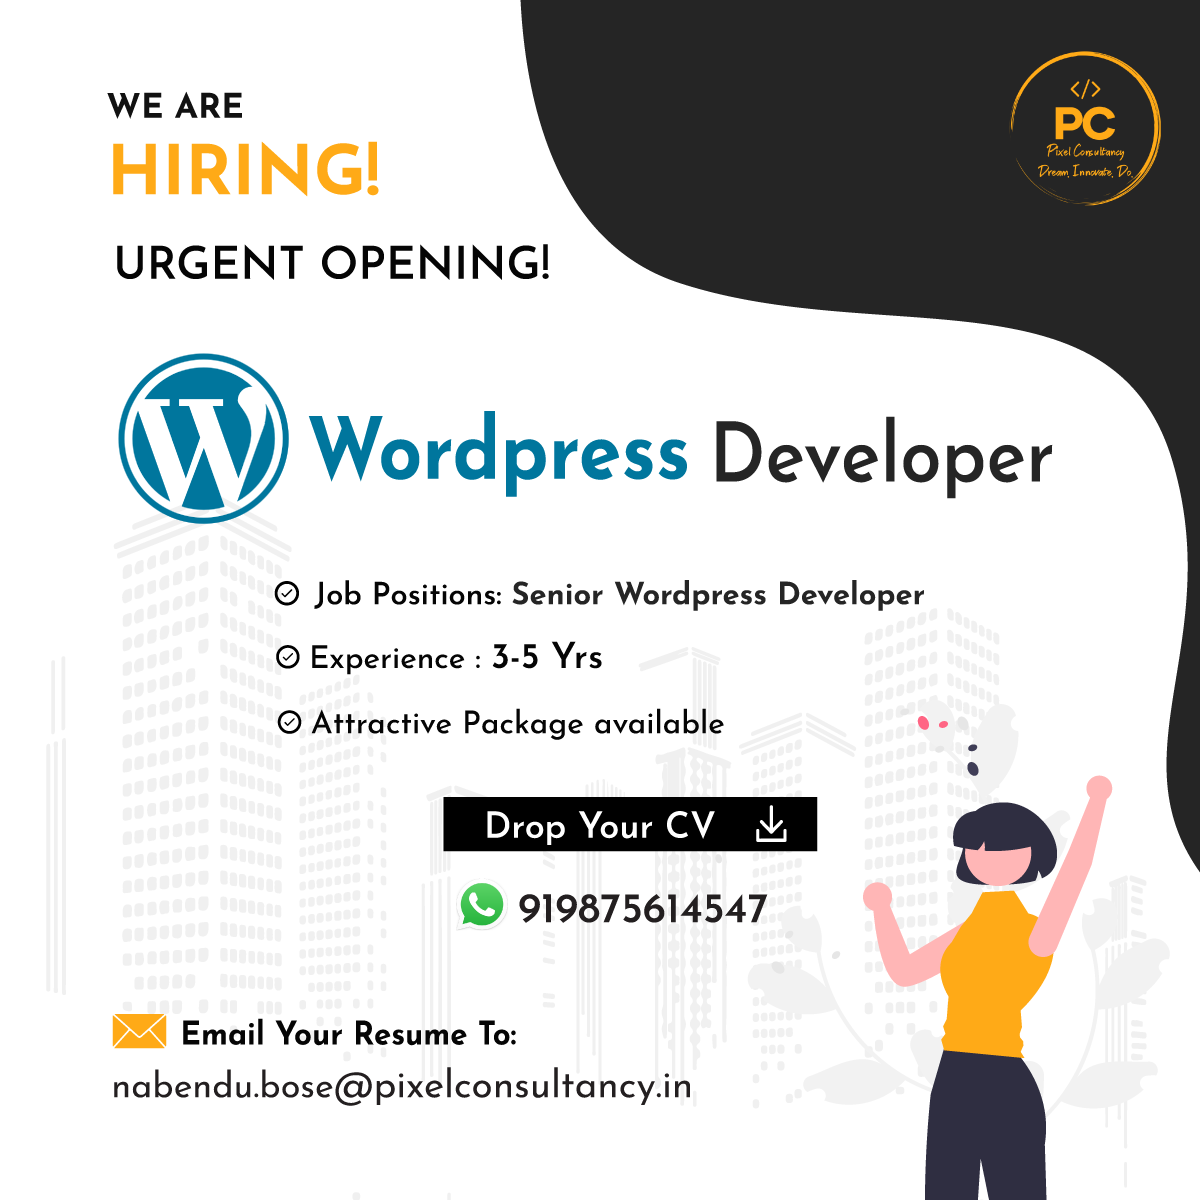 WE ARE
HIRING!
URGENT OPENING!
</>
PC
Pixel Consultancy
Dream, Innovate, Do.
W
Wordpress Developer
Job Positions: Senior Wordpress Developer
Experience : 3-5 Yrs
Attractive Package available
Drop Your CV
919875614547
Email Your Resume To:
nabendu.bose@pixelconsultancy.in